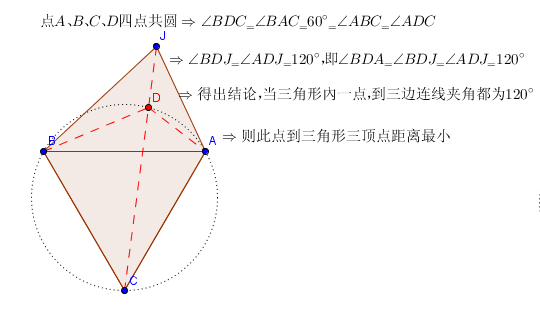 点A、B、C、D四点共圆 ⇒ ∠BDC=∠BAC=60°=∠ABC=∠ADC
J
⇒ ∠BDJ=∠ADJ=120°,即∠BDA=∠BDJ=∠ADJ=120°
D
⇒ 得出结论,当三角形内一点,到三边连线夹角都为120°
B
A
⇒ 则此点到三角形三顶点距离最小
C